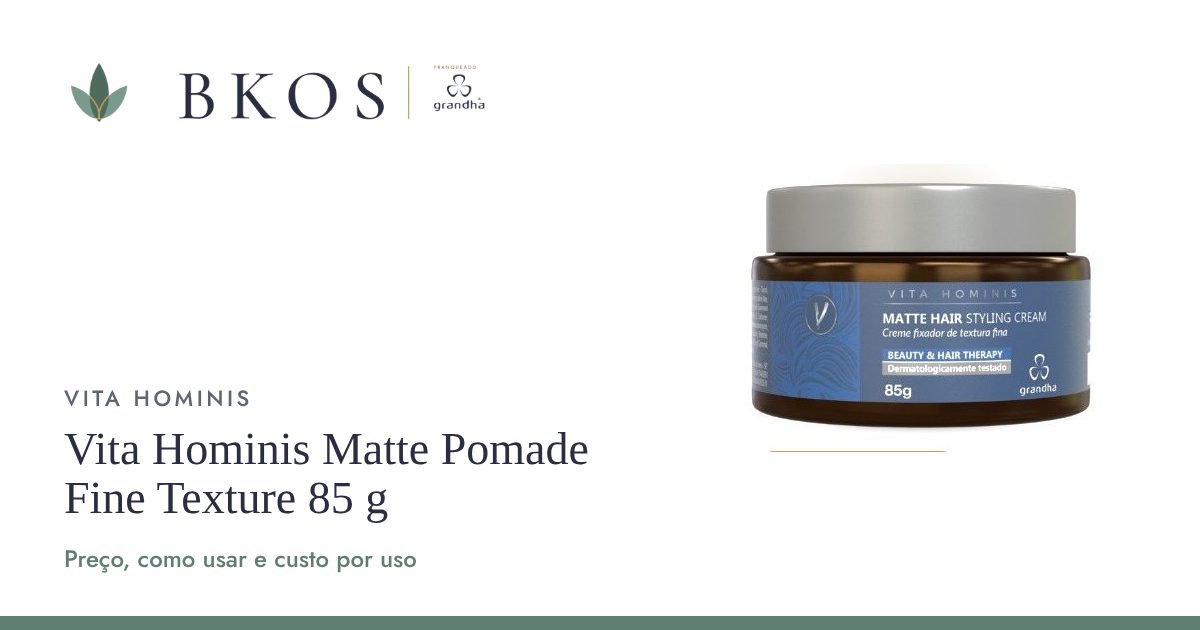 BKOS
FRANQUEADO
grandha
VITA HOMINIS
MATTE HAIR STYLING CREAM
Creme fixador de textura fina
BEAUTY & HAIR THERAPY
Dermatologicamente testado
85g
grandha
VITA HOMINIS
Vita Hominis Matte Pomade
Fine Texture 85 g
Preço, como usar e custo por uso